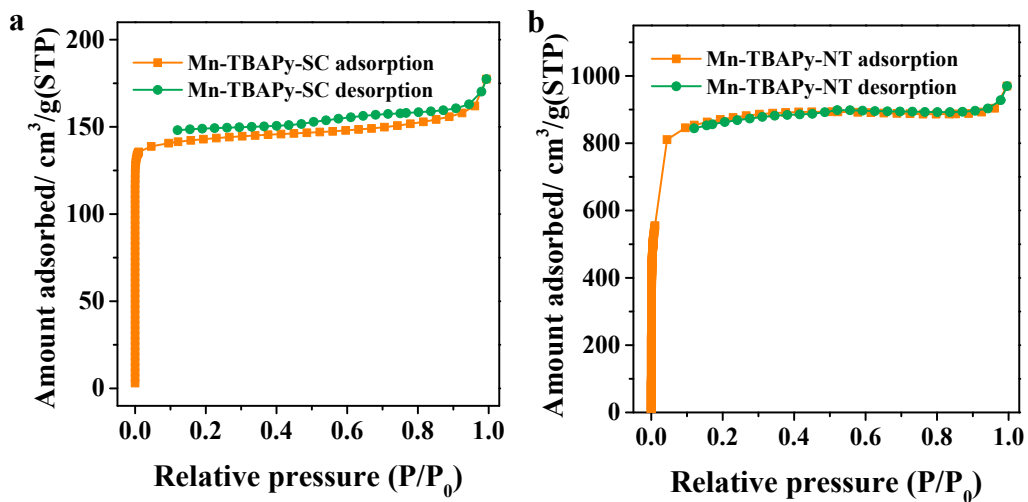 a
200
150
100
50
0
Amount adsorbed/ cm³/g(STP)
Mn-TBAPy-SC adsorption
Mn-TBAPy-SC desorption
0.0 0.2 0.4 0.6 0.8 1.0
Relative pressure (P/P₀)
b
1000
800
600
400
200
0
Amount adsorbed/ cm³/g(STP)
Mn-TBAPy-NT adsorption
Mn-TBAPy-NT desorption
0.0 0.2 0.4 0.6 0.8 1.0
Relative pressure (P/P₀)